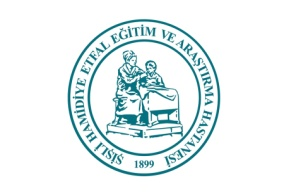 ŞİŞLİ HAMİDİYE ETFAL EĞİTİM VE ARAŞTIRMA HASTANESİ
1899